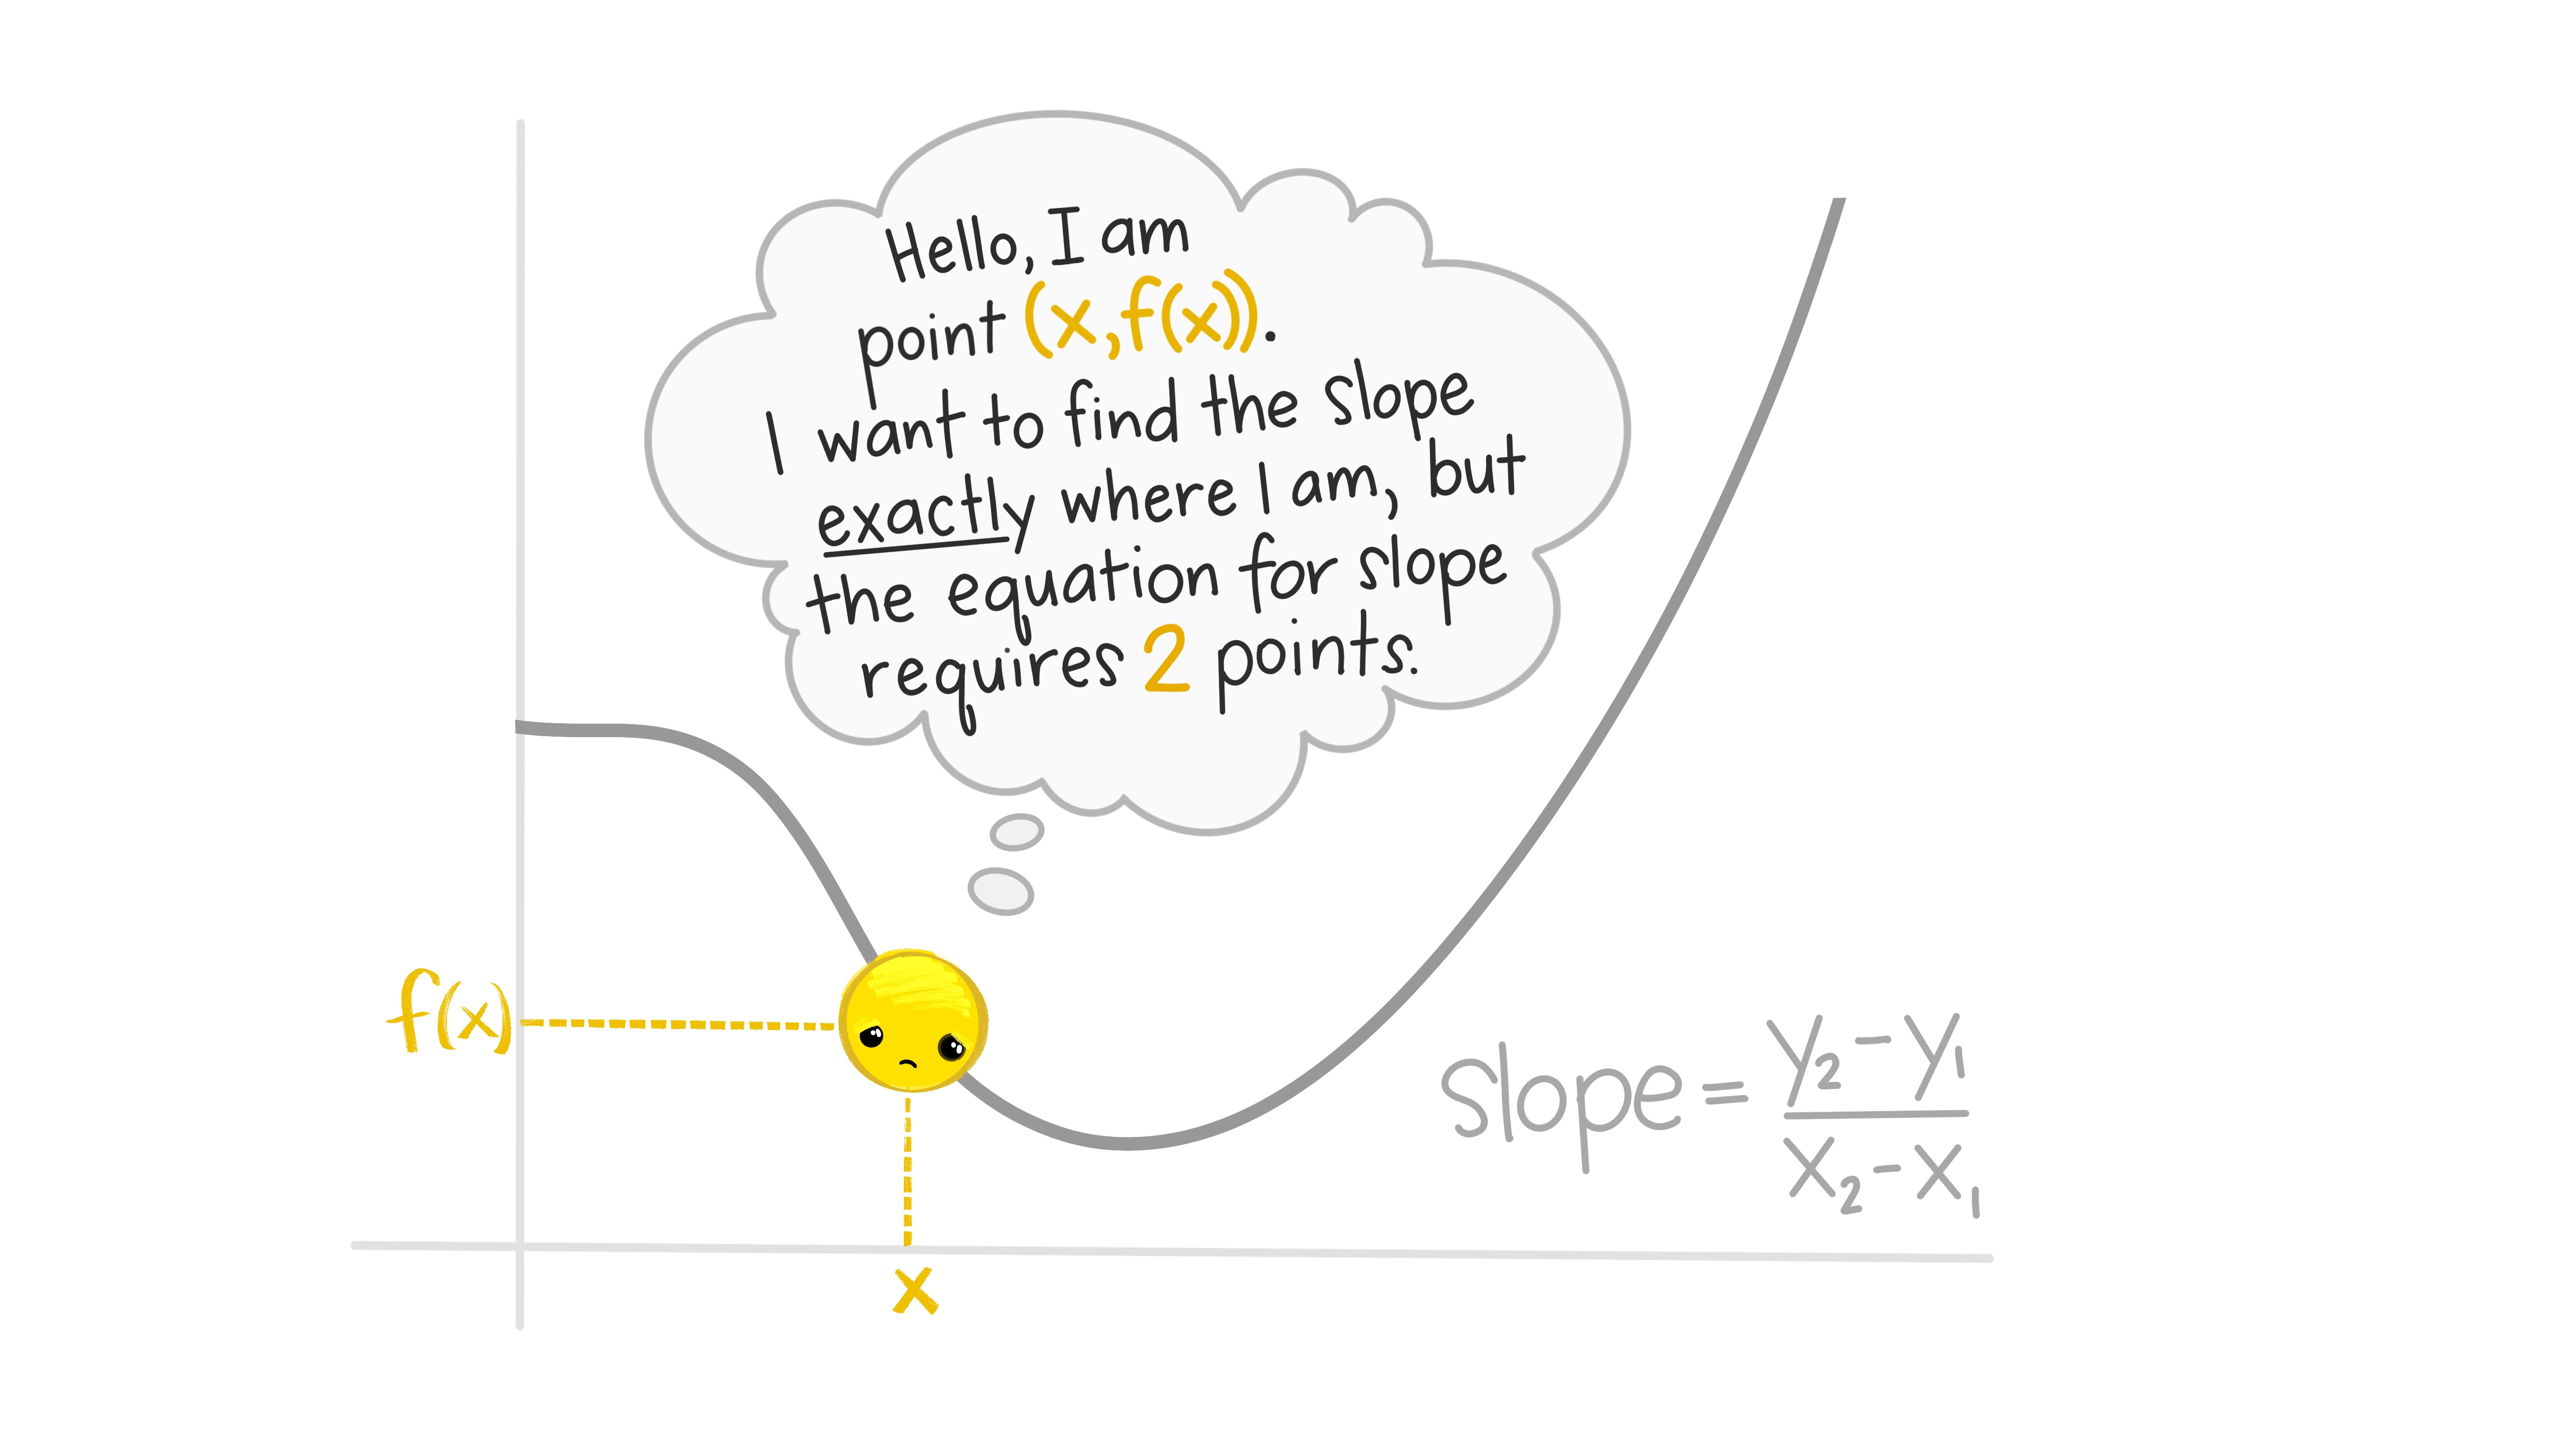 Hello, I am
point (x,f(x)).
I want to find the slope
exactly where I am, but
the equation for slope
requires 2 points.
f(x)
x
slope = y₂-y₁
x₂-x₁